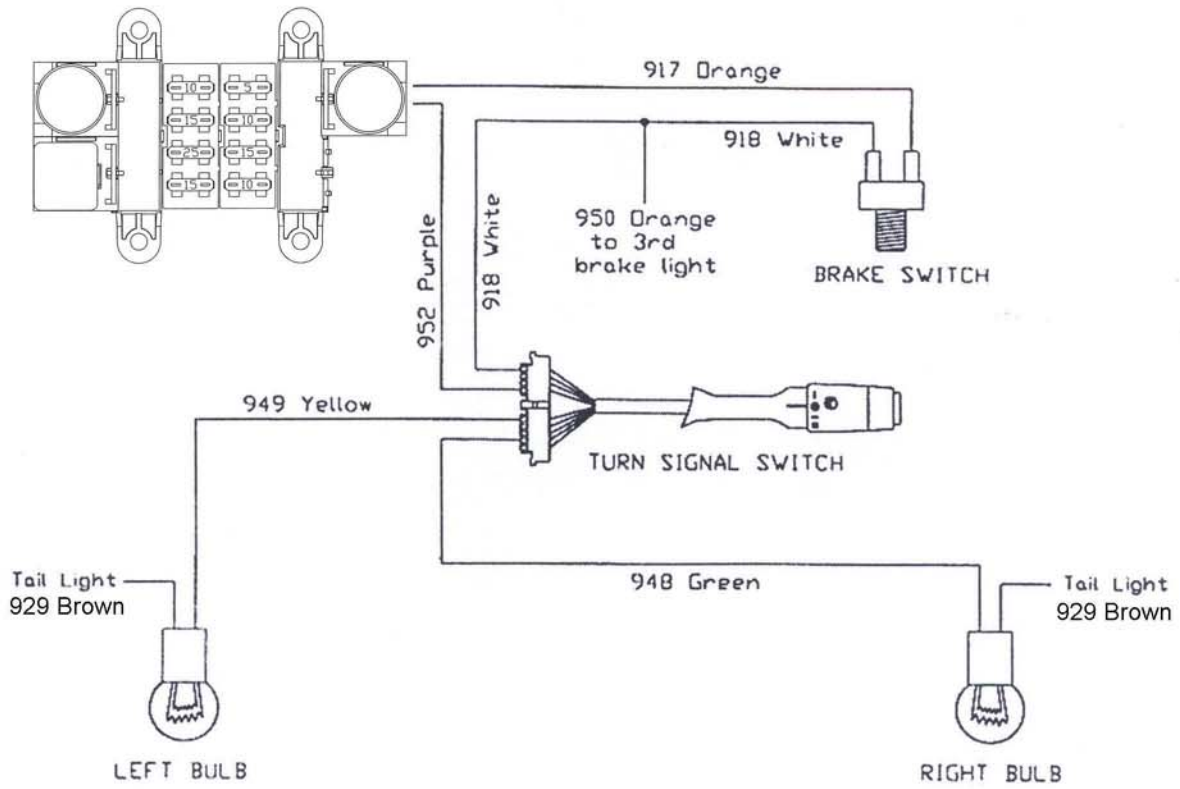 917 Orange
10 5
15 10
25 15
15 10
918 White
950 Orange
to 3rd
brake light
BRAKE SWITCH
952 Purple
918 White
949 Yellow
TURN SIGNAL SWITCH
948 Green
Tail Light
929 Brown
Tail Light
929 Brown
LEFT BULB
RIGHT BULB